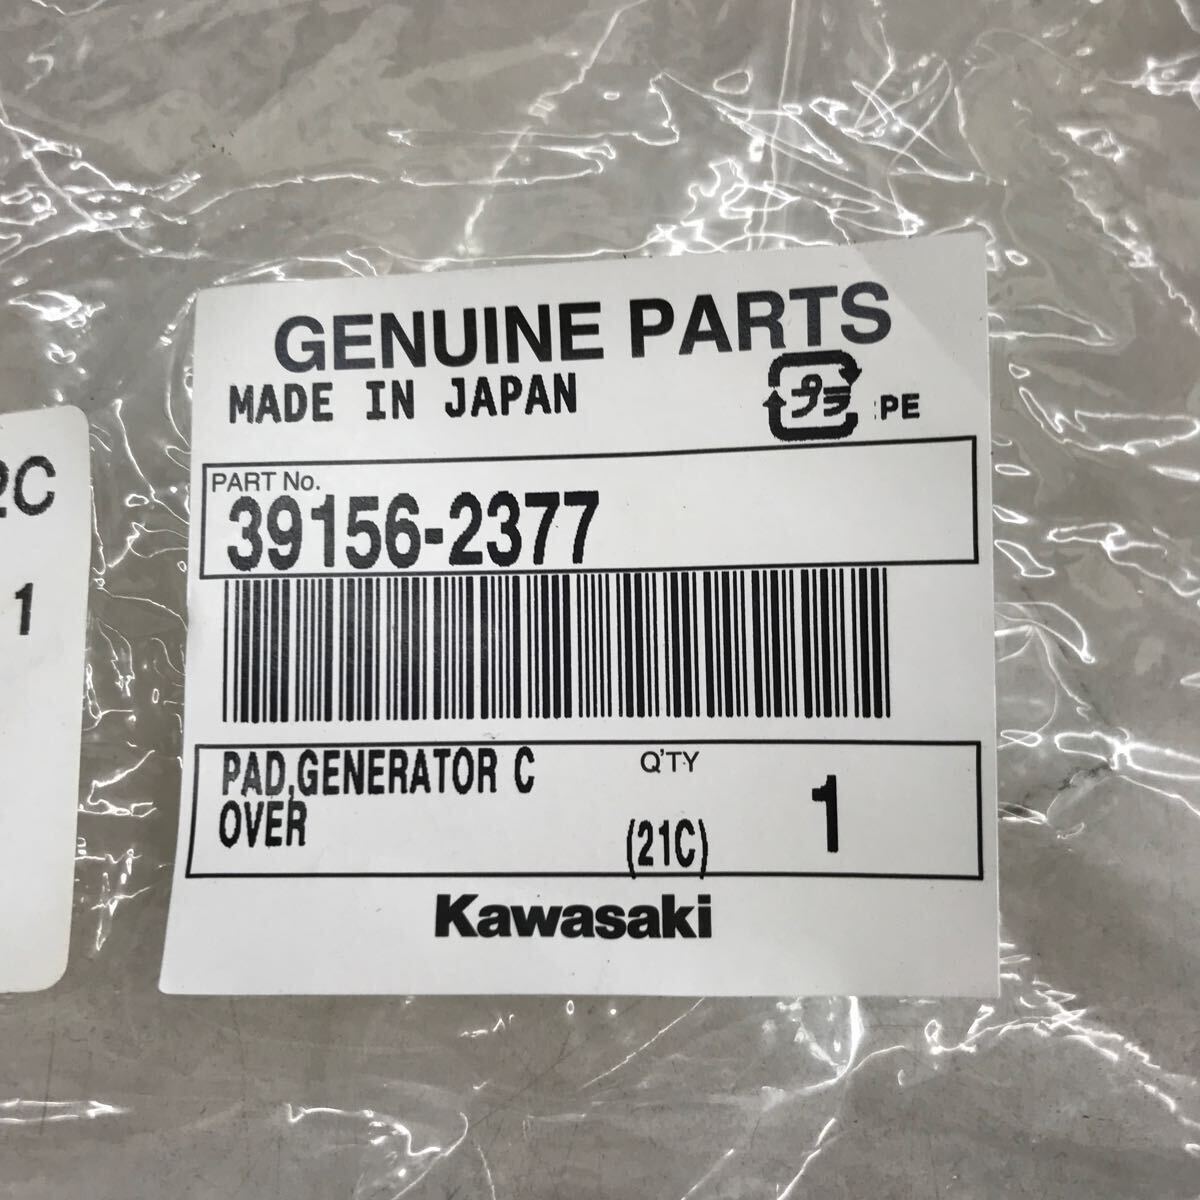 GENUINE PARTS
MADE IN JAPAN
プラ :PE
PART No.
39156-2377
PAD,GENERATOR C
OVER
Q'TY
(21C)
1
Kawasaki
2C
1